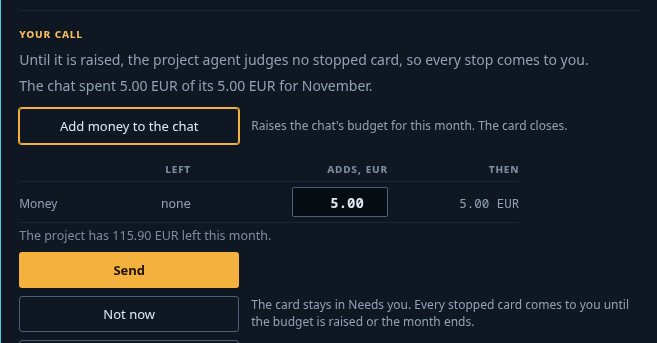 YOUR CALL
Until it is raised, the project agent judges no stopped card, so every stop comes to you.
The chat spent 5.00 EUR of its 5.00 EUR for November.
Add money to the chat
Raises the chat's budget for this month. The card closes.
LEFT ADDS, EUR THEN
Money none 5.00 5.00 EUR
The project has 115.90 EUR left this month.
Send
Not now
The card stays in Needs you. Every stopped card comes to you until
the budget is raised or the month ends.